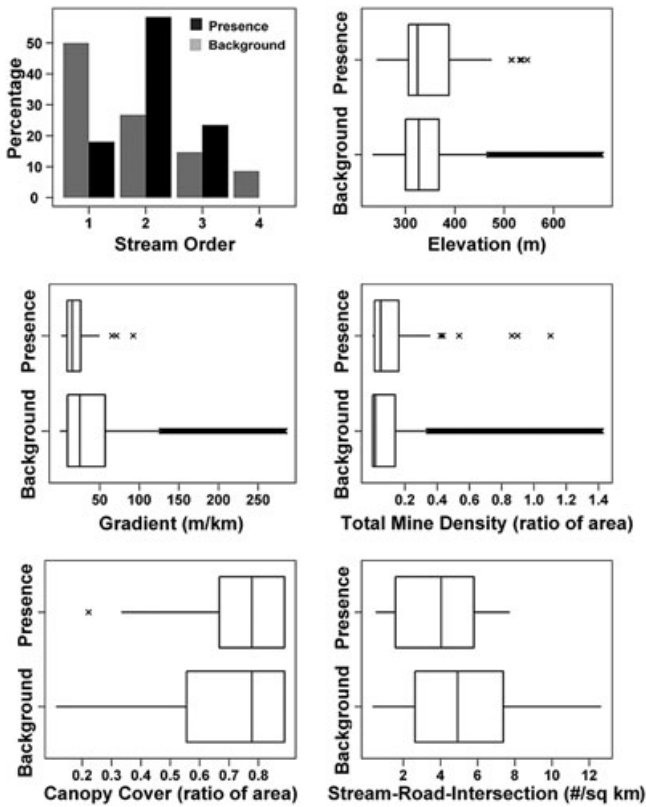 Presence
Background
Percentage
50
40
30
20
10
0
1 2 3 4
Stream Order
Presence
Background
300 400 500 600
Elevation (m)
Presence
Background
50 100 150 200 250
Gradient (m/km)
Presence
Background
0.2 0.4 0.6 0.8 1.0 1.2 1.4
Total Mine Density (ratio of area)
Presence
Background
0.2 0.3 0.4 0.5 0.6 0.7 0.8
Canopy Cover (ratio of area)
Presence
Background
2 4 6 8 10 12
Stream-Road-Intersection (#/sq km)